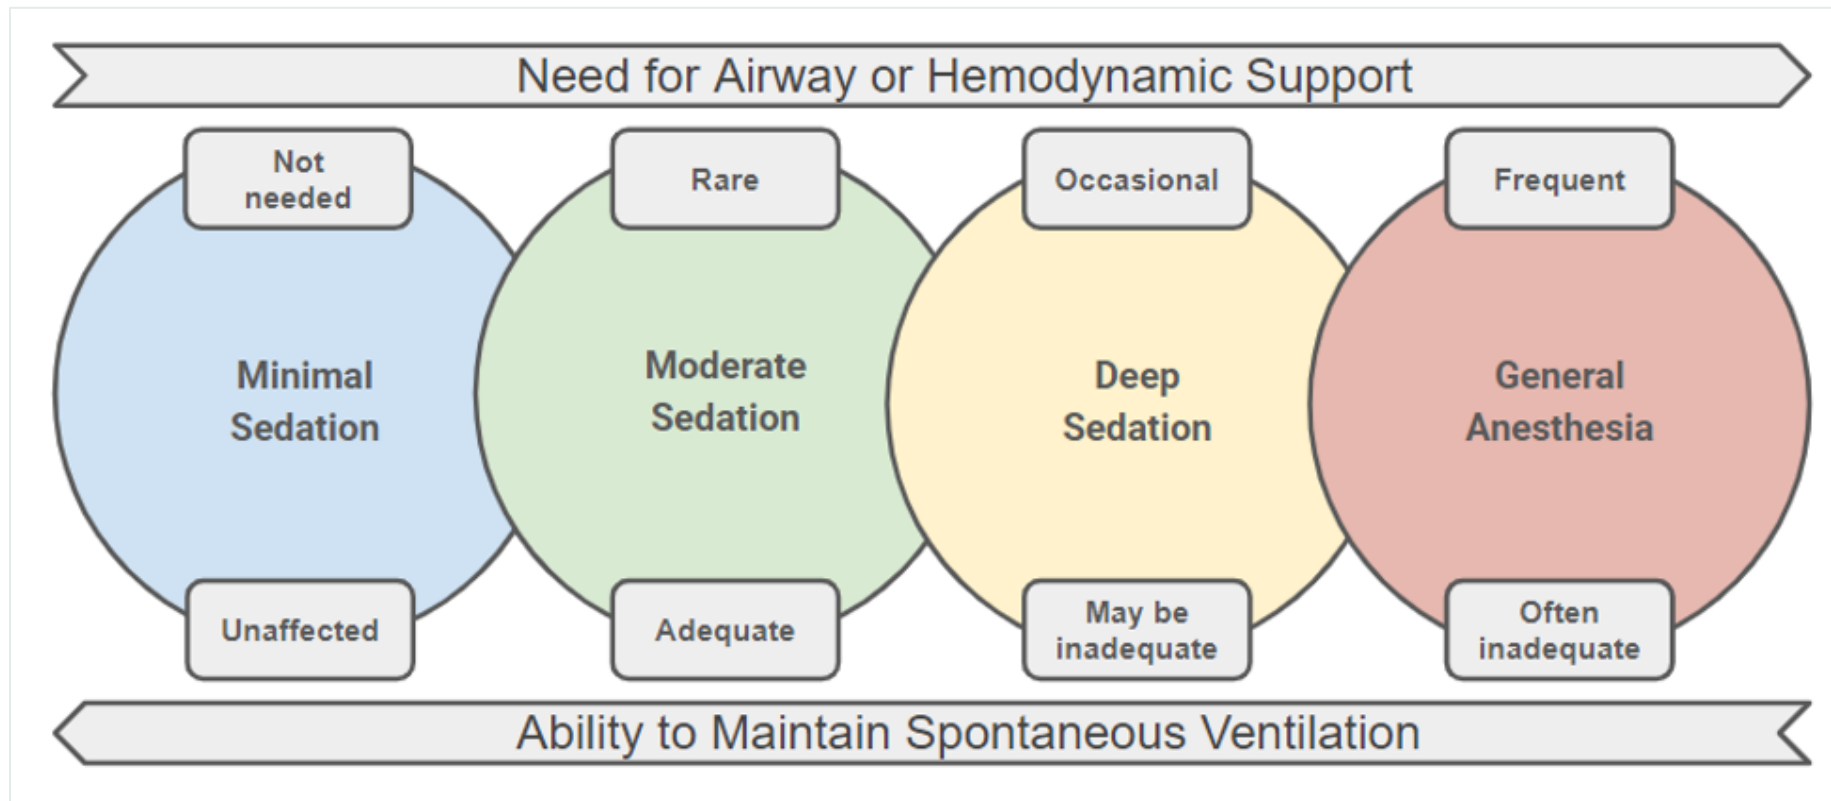 Need for Airway or Hemodynamic Support
Not
needed
Rare
Occasional
Frequent
Minimal
Sedation
Moderate
Sedation
Deep
Sedation
General
Anesthesia
Unaffected
Adequate
May be
inadequate
Often
inadequate
Ability to Maintain Spontaneous Ventilation